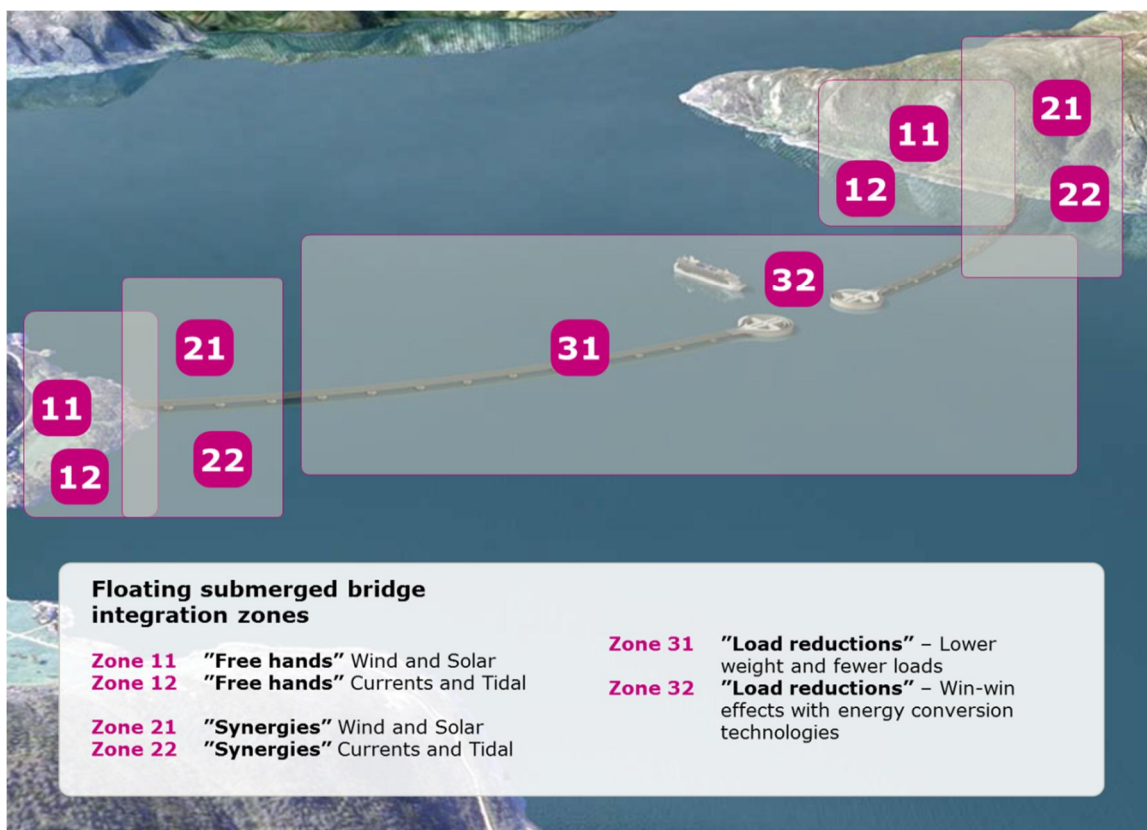 21
11
12
22
32
21
31
11
22
12
Floating submerged bridge
integration zones
Zone 11 ”Free hands” Wind and Solar
Zone 12 ”Free hands” Currents and Tidal
Zone 21 ”Synergies” Wind and Solar
Zone 22 ”Synergies” Currents and Tidal
Zone 31 ”Load reductions” – Lower
weight and fewer loads
Zone 32 ”Load reductions” – Win-win
effects with energy conversion
technologies